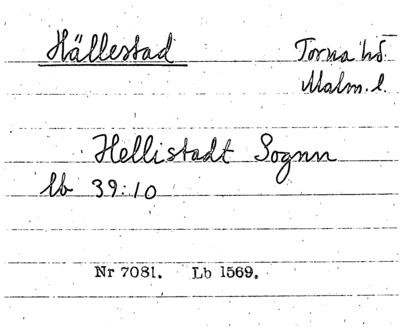 Hällestad Torna hd.
Malm. l.
Hellistadt Sognn
lb 39:10
Nr 7081. Lb 1569.